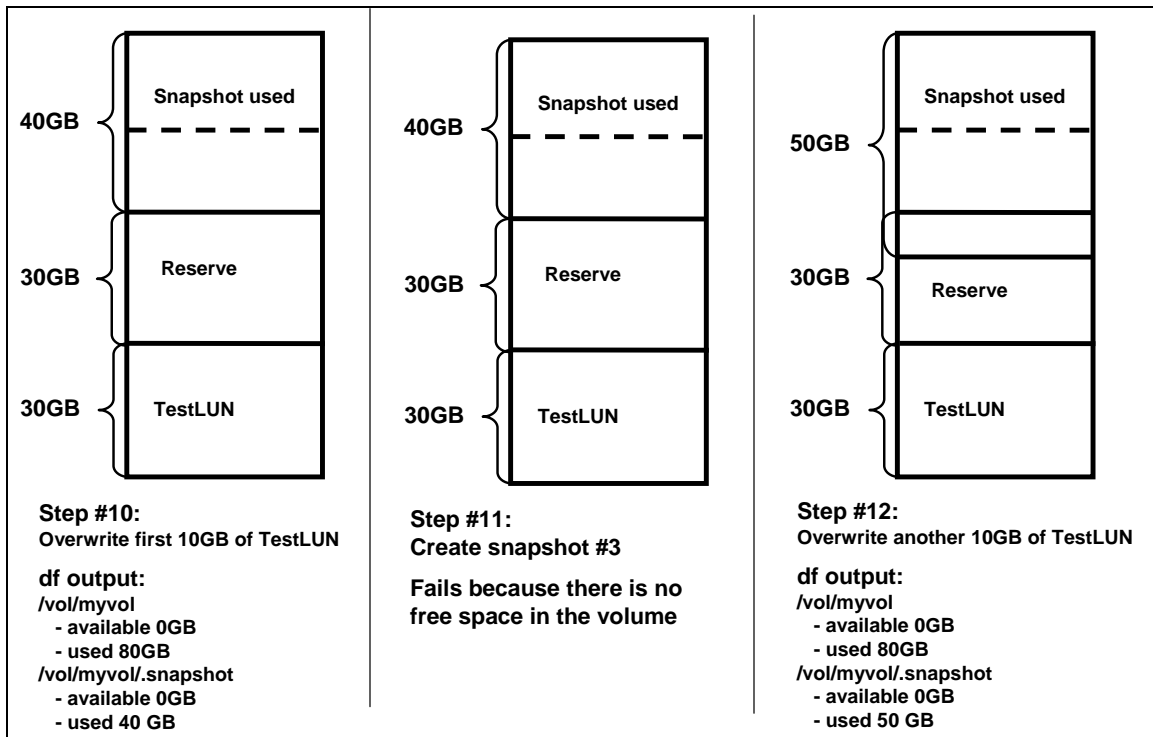 40GB
Snapshot used
30GB
Reserve
30GB
TestLUN
Step #10:
Overwrite first 10GB of TestLUN
df output:
/vol/myvol
- available 0GB
- used 80GB
/vol/myvol/.snapshot
- available 0GB
- used 40 GB
40GB
Snapshot used
30GB
Reserve
30GB
TestLUN
Step #11:
Create snapshot #3
Fails because there is no
free space in the volume
50GB
Snapshot used
30GB
Reserve
30GB
TestLUN
Step #12:
Overwrite another 10GB of TestLUN
df output:
/vol/myvol
- available 0GB
- used 80GB
/vol/myvol/.snapshot
- available 0GB
- used 50 GB